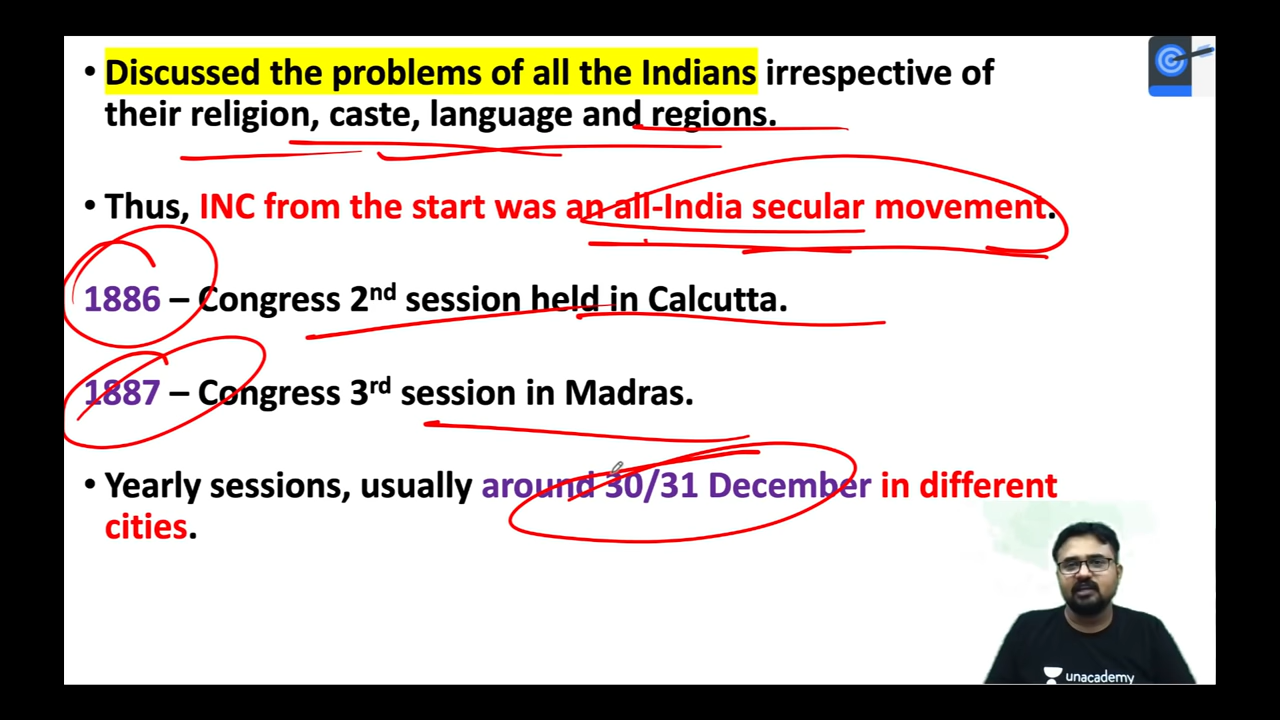 • Discussed the problems of all the Indians irrespective of
their religion, caste, language and regions.
• Thus, INC from the start was an all-India secular movement.
1886 – Congress 2nd session held in Calcutta.
1887 – Congress 3rd session in Madras.
• Yearly sessions, usually around 30/31 December in different
cities.
unacademy